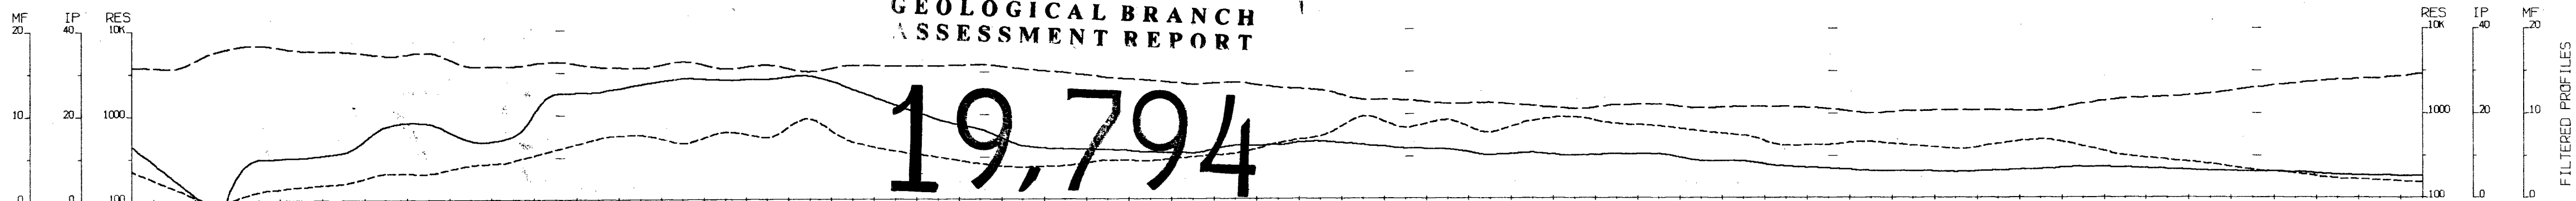 GEOLOGICAL BRANCH
ASSESSMENT REPORT
19,794
MF IP RES
20 40 10K
10 20 1000
0 0 100
RES IP MF
10K 40 20
1000 20 10
100 0 0
FILTERED PROFILES